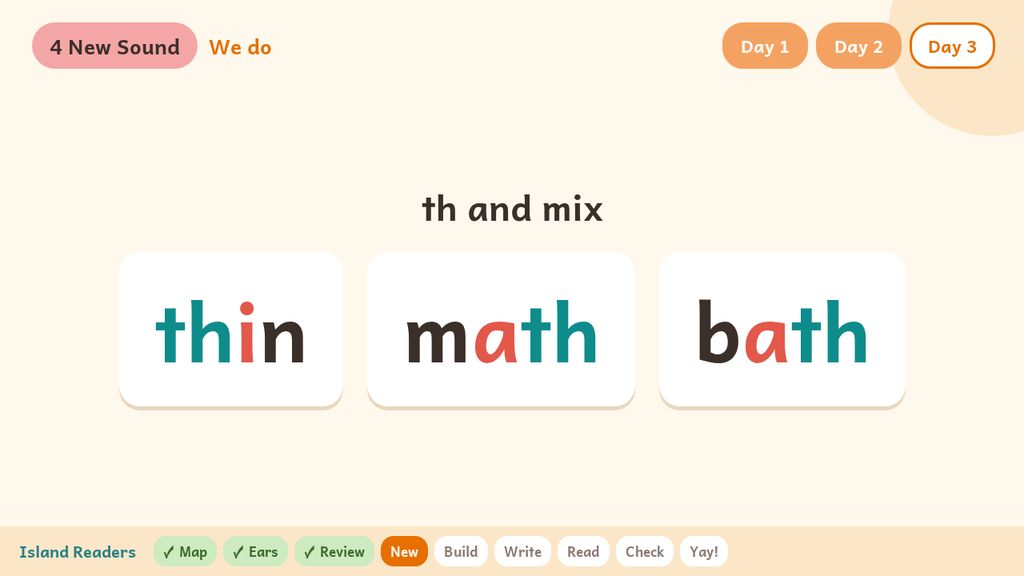 4 New Sound We do Day 1 Day 2 Day 3
th and mix
thin math bath
Island Readers ✓ Map ✓ Ears ✓ Review New Build Write Read Check Yay!